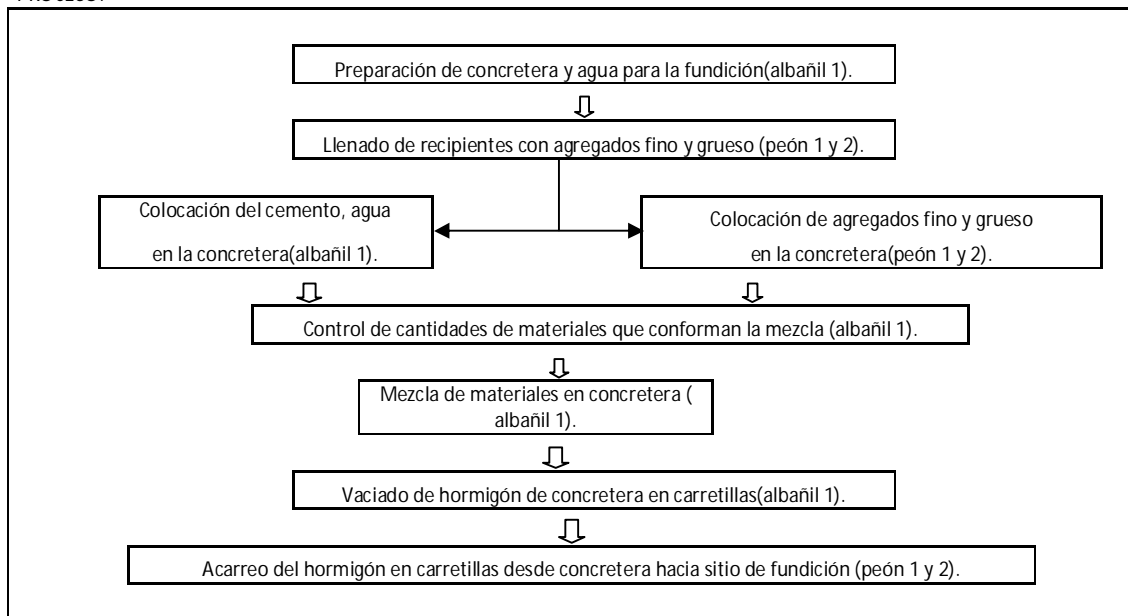 Preparación de concretera y agua para la fundición(albañil 1).
Llenado de recipientes con agregados fino y grueso (peón 1 y 2).
Colocación del cemento, agua
en la concretera(albañil 1).
Colocación de agregados fino y grueso
en la concretera(peón 1 y 2).
Control de cantidades de materiales que conforman la mezcla (albañil 1).
Mezcla de materiales en concretera (
albañil 1).
Vaciado de hormigón de concretera en carretillas(albañil 1).
Acarreo del hormigón en carretillas desde concretera hacia sitio de fundición (peón 1 y 2).